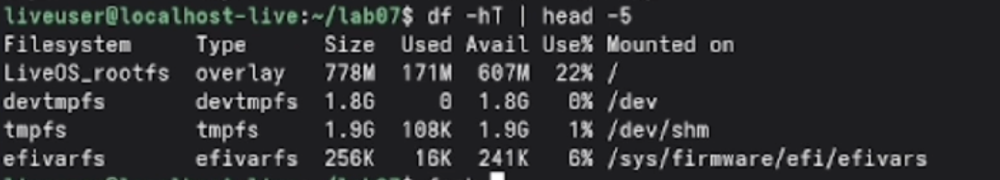 liveuser@localhost-live:~/lab07$ df -hT | head -5
Filesystem     Type      Size  Used Avail Use% Mounted on
LiveOS_rootfs  overlay   778M  171M  607M  22% /
devtmpfs       devtmpfs  1.8G     0  1.8G   0% /dev
tmpfs          tmpfs     1.9G  108K  1.9G   1% /dev/shm
efivarfs       efivarfs  256K   16K  241K   6% /sys/firmware/efi/efivars